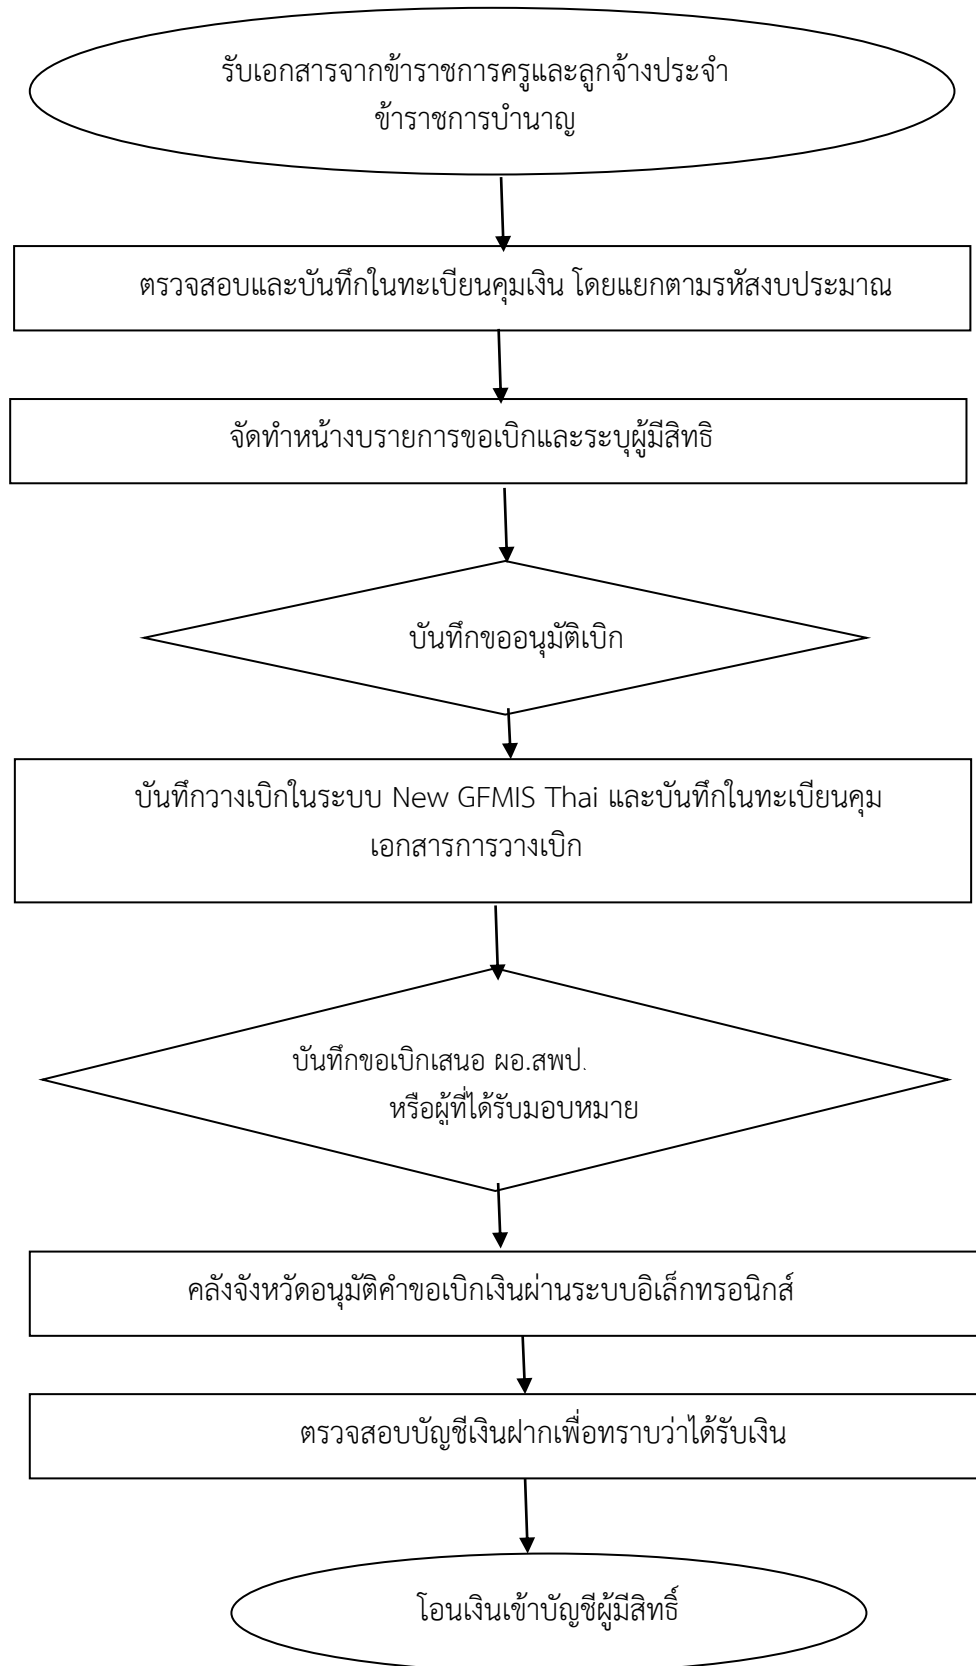 รับเอกสารจากข้าราชการครูและลูกจ้างประจำ
ข้าราชการบำนาญ
ตรวจสอบและบันทึกในทะเบียนคุมเงิน โดยแยกตามรหัสงบประมาณ
จัดทำหน้างบรายการขอเบิกและระบุผู้มีสิทธิ
บันทึกขออนุมัติเบิก
บันทึกวางเบิกในระบบ New GFMIS Thai และบันทึกในทะเบียนคุม
เอกสารการวางเบิก
บันทึกขอเบิกเสนอ ผอ.สพป.
หรือผู้ที่ได้รับมอบหมาย
คลังจังหวัดอนุมัติคำขอเบิกเงินผ่านระบบอิเล็กทรอนิกส์
ตรวจสอบบัญชีเงินฝากเพื่อทราบว่าได้รับเงิน
โอนเงินเข้าบัญชีผู้มีสิทธิ์